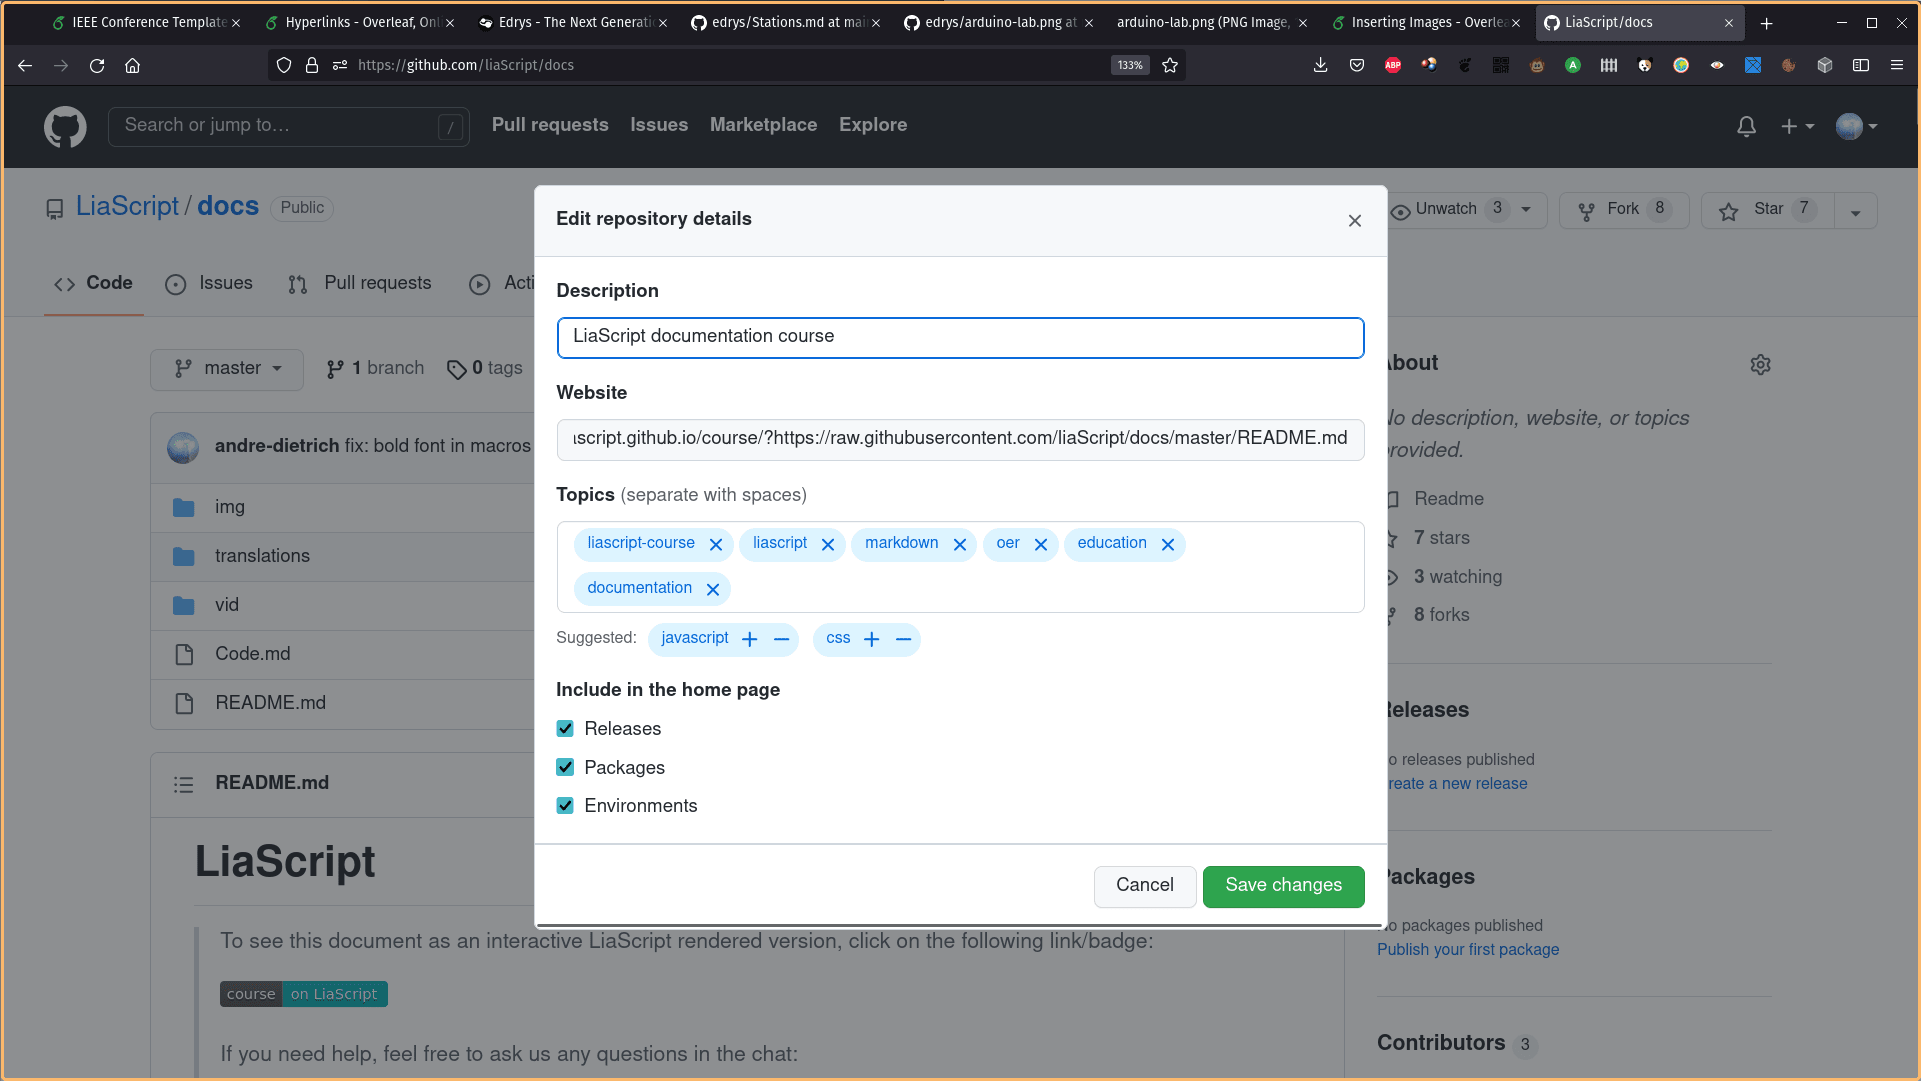 IEEE Conference Template
Hyperlinks - Overleaf, Onli
Edrys - The Next Generatio
edrys/Stations.md at mai
edrys/arduino-lab.png at
arduino-lab.png (PNG Image,
Inserting Images - Overlea
LiaScript/docs
https://github.com/liaScript/docs
133%
ABP
A
Search or jump to…
/
Pull requests
Issues
Marketplace
Explore
LiaScript / docs
Public
Unwatch 3
Fork 8
Star 7
Code
Issues
Pull requests
Acti
Edit repository details
Description
LiaScript documentation course
Website
script.github.io/course/?https://raw.githubusercontent.com/liaScript/docs/master/README.md
Topics (separate with spaces)
liascript-course
liascript
markdown
oer
education
documentation
Suggested:
javascript
css
Include in the home page
Releases
Packages
Environments
Cancel
Save changes
master
1 branch
0 tags
andre-dietrich fix: bold font in macros
img
translations
vid
Code.md
README.md
README.md
LiaScript
To see this document as an interactive LiaScript rendered version, click on the following link/badge:
course on LiaScript
If you need help, feel free to ask us any questions in the chat:
bout
o description, website, or topics
rovided.
Readme
7 stars
3 watching
8 forks
eleases
o releases published
reate a new release
ackages
o packages published
Publish your first package
Contributors 3